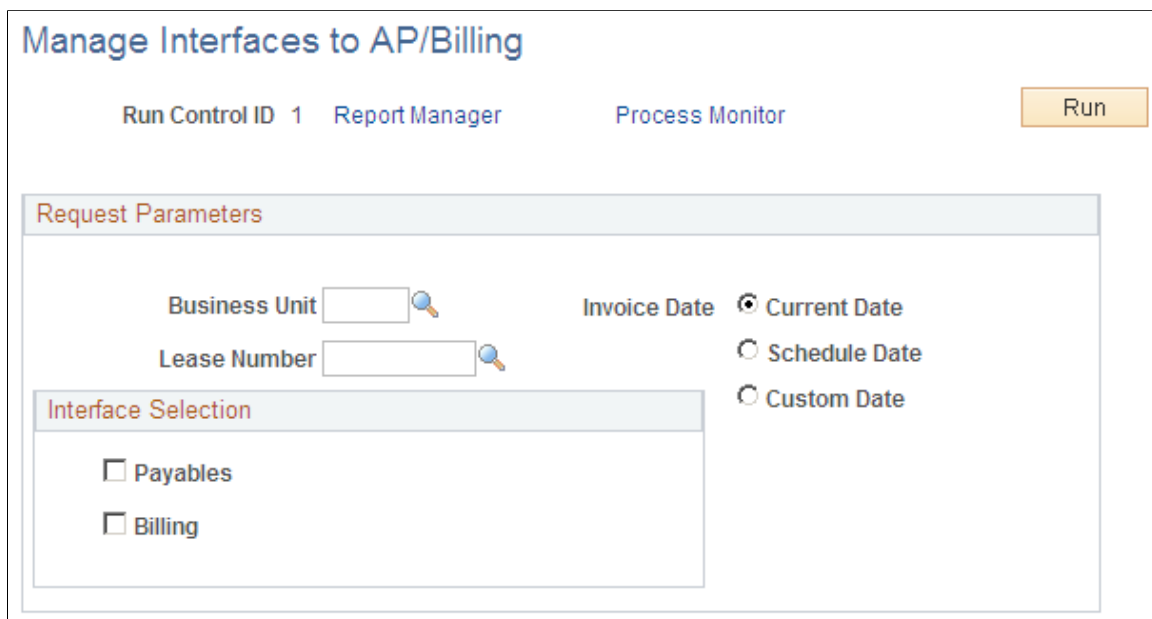 Manage Interfaces to AP/Billing
Run Control ID 1 Report Manager Process Monitor Run
Request Parameters
Business Unit Invoice Date Current Date
Lease Number Schedule Date
Custom Date
Interface Selection
Payables
Billing